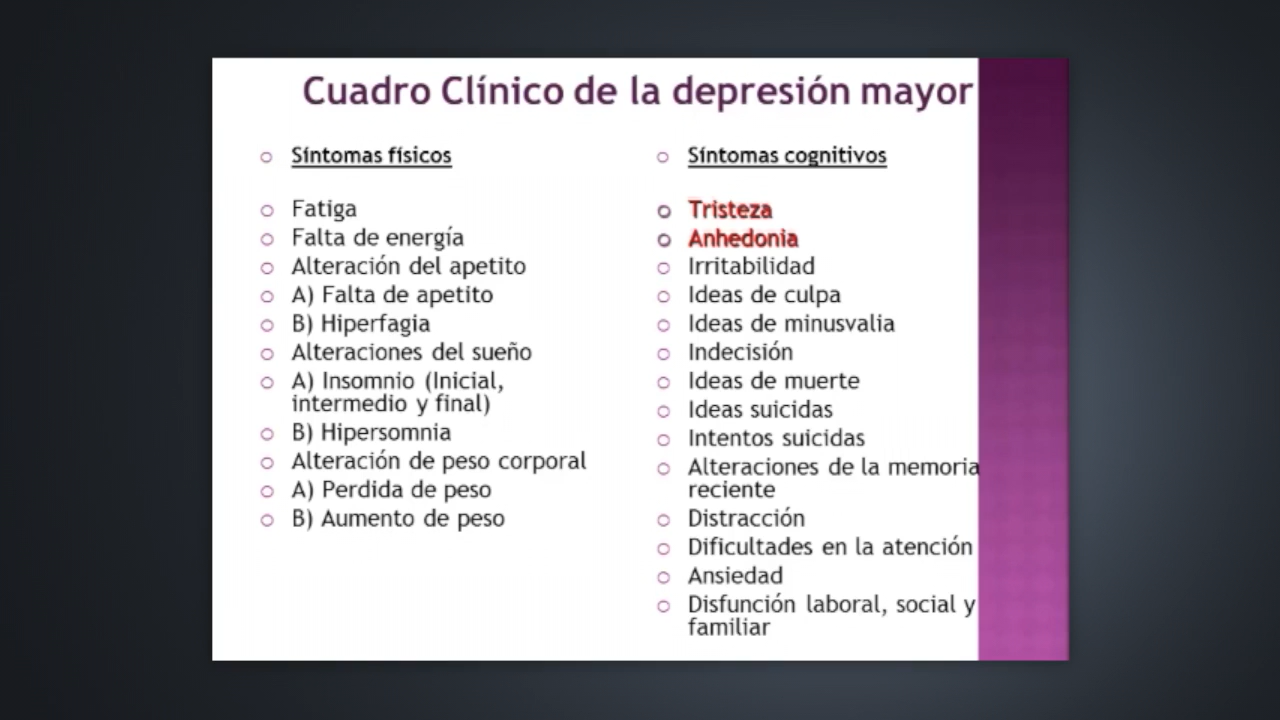 Cuadro Clínico de la depresión mayor
Síntomas físicos
Fatiga
Falta de energía
Alteración del apetito
A) Falta de apetito
B) Hiperfagia
Alteraciones del sueño
A) Insomnio (Inicial,
intermedio y final)
B) Hipersomnia
Alteración de peso corporal
A) Perdida de peso
B) Aumento de peso
Síntomas cognitivos
Tristeza
Anhedonia
Irritabilidad
Ideas de culpa
Ideas de minusvalia
Indecisión
Ideas de muerte
Ideas suicidas
Intentos suicidas
Alteraciones de la memoria
reciente
Distracción
Dificultades en la atención
Ansiedad
Disfunción laboral, social y
familiar